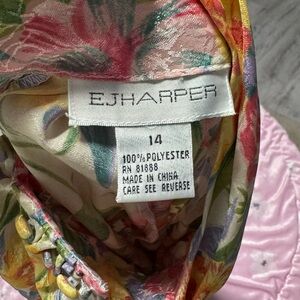 EJHARPER
14
100% POLYESTER
RN 81888
MADE IN CHINA
CARE SEE REVERSE